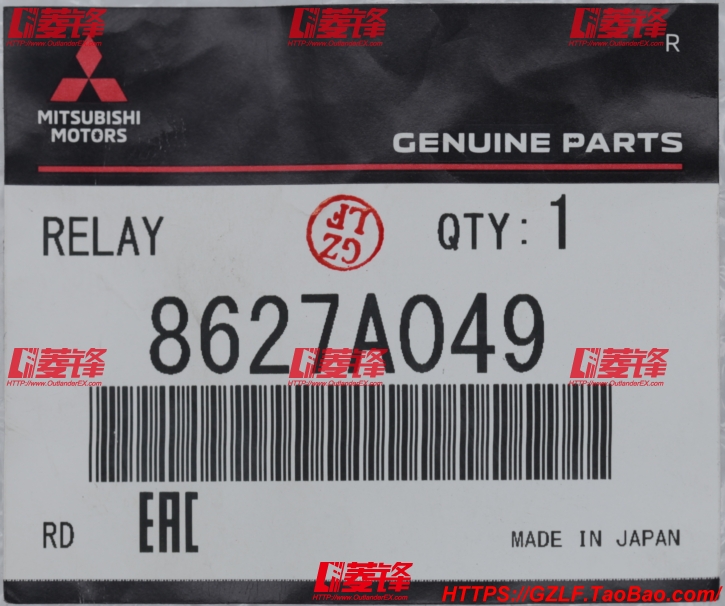 菱锋 菱锋 菱锋
HTTP://www.OutlanderEX.com HTTP://www.OutlanderEX.com HTTP://www.OutlanderEX.com
R
MITSUBISHI
MOTORS
GENUINE PARTS
RELAY
GZ
LF
QTY: 1
8627A049
菱锋 菱锋 菱锋
HTTP://www.OutlanderEX.com HTTP://www.OutlanderEX.com HTTP://www.OutlanderEX.com
RD
EAC
MADE IN JAPAN
菱锋
HTTP://www.OutlanderEX.com
HTTPS://GZLF.TaoBao.com/